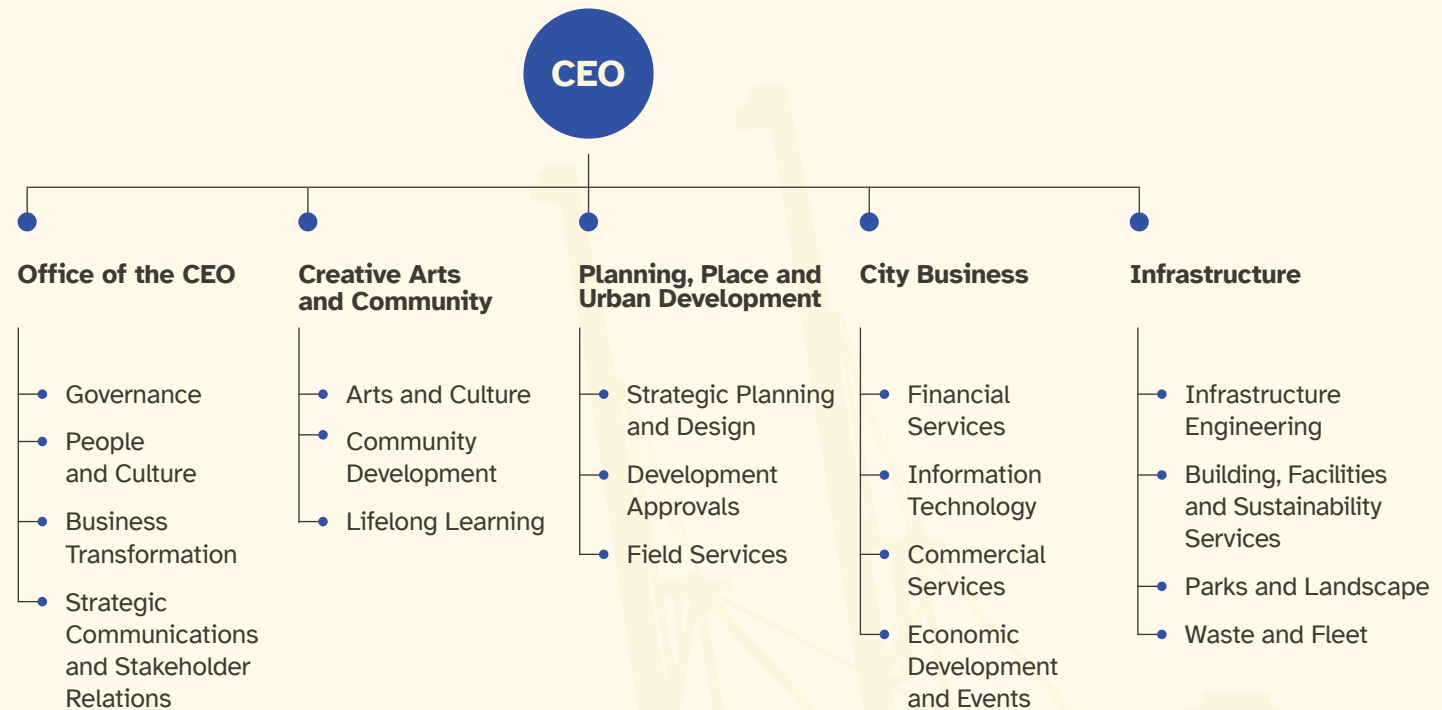 CEO
Office of the CEO
Governance
People
and Culture
Business
Transformation
Strategic
Communications
and Stakeholder
Relations
Creative Arts
and Community
Arts and Culture
Community
Development
Lifelong Learning
Planning, Place and
Urban Development
Strategic Planning
and Design
Development
Approvals
Field Services
City Business
Financial
Services
Information
Technology
Commercial
Services
Economic
Development
and Events
Infrastructure
Infrastructure
Engineering
Building, Facilities
and Sustainability
Services
Parks and Landscape
Waste and Fleet